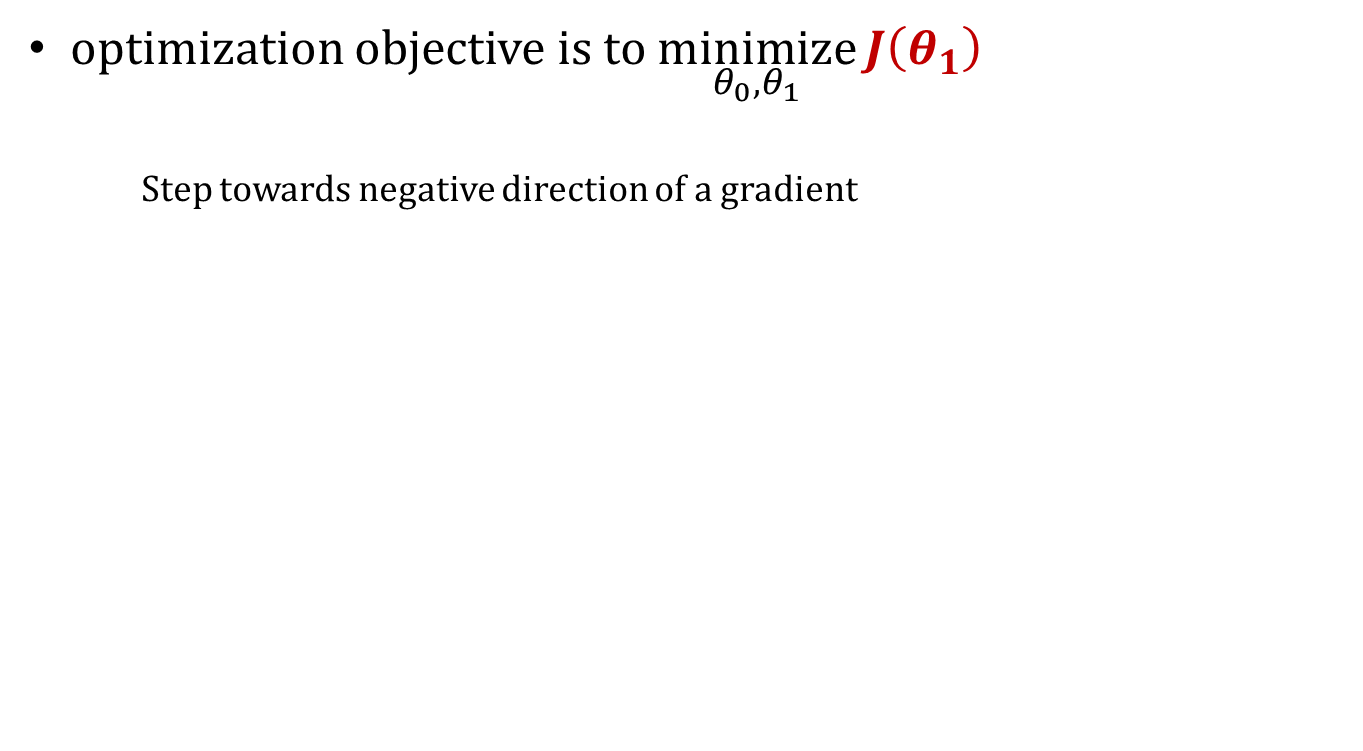 • optimization objective is to minimize J(θ₁)
θ₀,θ₁
Step towards negative direction of a gradient